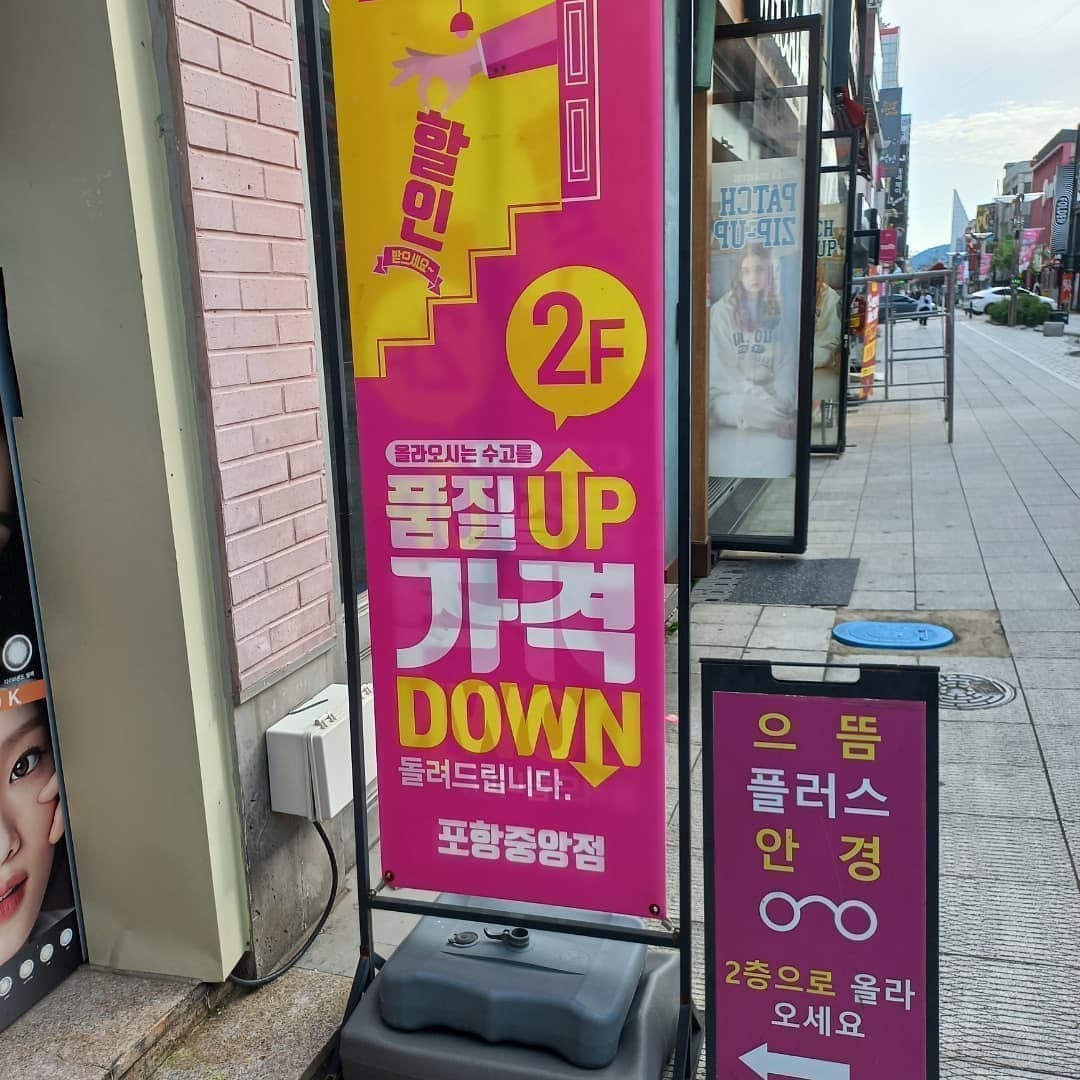 할인
받으세요~
2F
올라오시는 수고를
품질 UP
가격
DOWN
돌려드립니다.
포항중앙점
으뜸
플러스
안경
2층으로 올라
오세요
PATCH
ZIP-UP